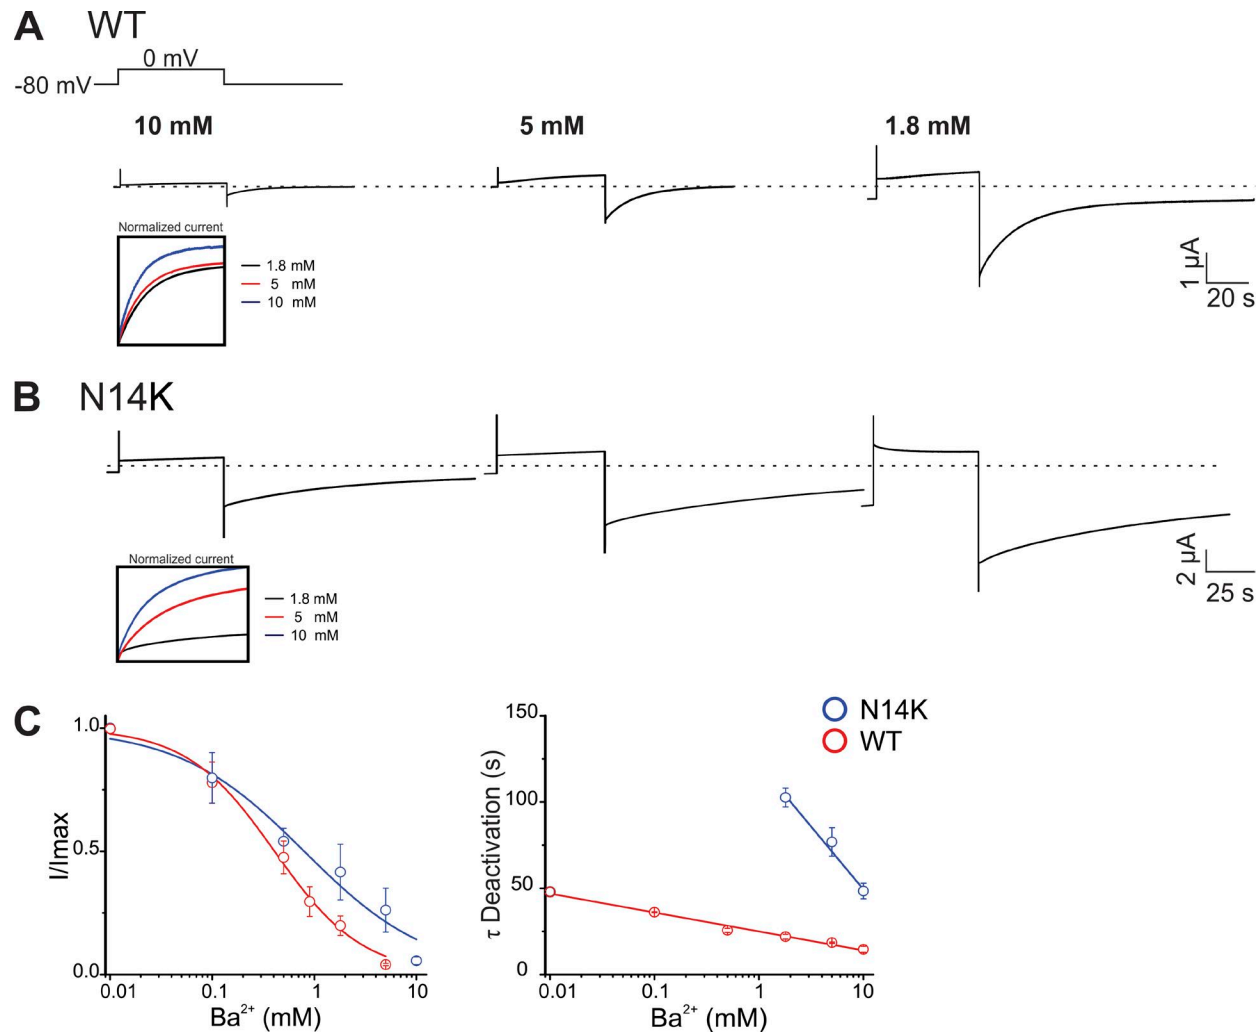 A WT
0 mV
-80 mV
10 mM 5 mM 1.8 mM
Normalized current
1.8 mM
5 mM
10 mM
1 µA
20 s
B N14K
Normalized current
1.8 mM
5 mM
10 mM
2 µA
25 s
C
N14K
WT
I/Imax
1.0
0.5
0.0
0.01 0.1 1 10
Ba²⁺ (mM)
τ Deactivation (s)
150
100
50
0
0.01 0.1 1 10
Ba²⁺ (mM)